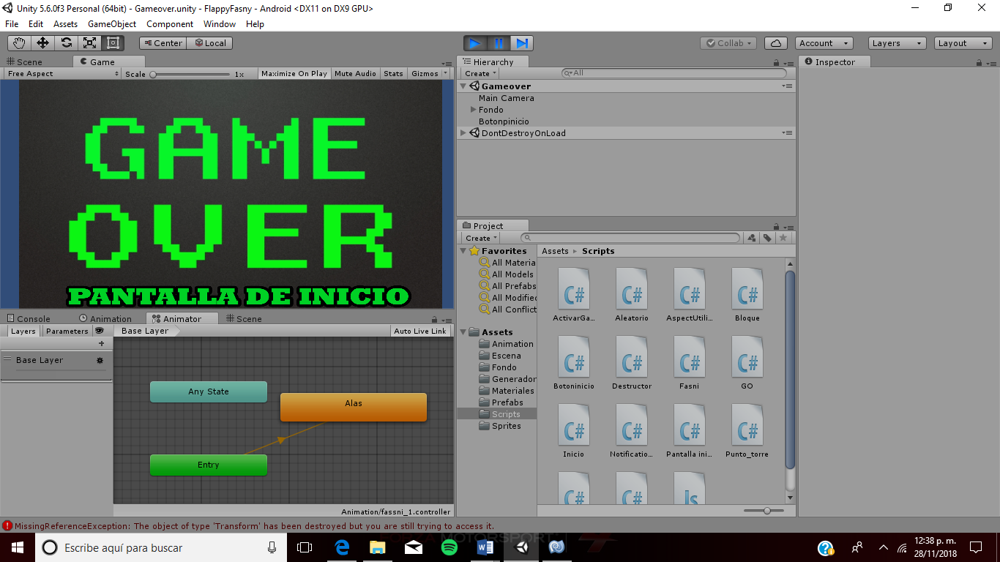 Unity 5.6.0f3 Personal (64bit) - Gameover.unity - FlappyFasny - Android <DX11 on DX9 GPU>
File Edit Assets GameObject Component Window Help
Center Local Collab Account Layers Layout
Scene Game
Free Aspect Scale 1x Maximize On Play Mute Audio Stats Gizmos
GAME
OVER
PANTALLA DE INICIO
Hierarchy
Create All
Gameover
Main Camera
Fondo
Botonpinicio
DontDestroyOnLoad
Inspector
Project
Create
Favorites
All Materia
All Models
All Prefabs
All Modified
All Conflict
Assets
Animation
Escena
Fondo
Generador
Materiales
Prefabs
Scripts
Sprites
Assets Scripts
C# C# C# C#
ActivarGa... Aleatorio AspectUtili... Bloque
C# C# C# C#
Botoninicio Destructor Fasni GO
C# C# C# C#
Inicio Notificatio... Pantalla ini... Punto_torre
C# C# Js
Console Animation Animator Scene
Layers Parameters Base Layer Auto Live Link
Base Layer
Any State
Alas
Entry
Animation/fassni_1.controller
MissingReferenceException: The object of type 'Transform' has been destroyed but you are still trying to access it.
MOTORSPORT
Escribe aquí para buscar
12:38 p. m.
28/11/2018